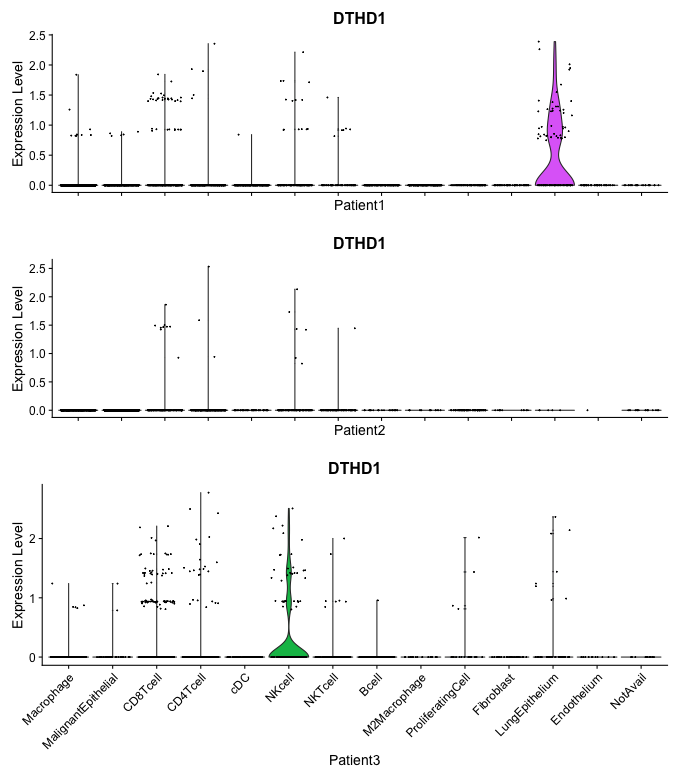 DTHD1
Expression Level
2.5
2.0
1.5
1.0
0.5
0.0
Patient1
DTHD1
Expression Level
2.5
2.0
1.5
1.0
0.5
0.0
Patient2
DTHD1
Expression Level
2
1
0
Macrophage
MalignantEpithelial
CD8Tcell
CD4Tcell
cDC
NKcell
NKTcell
Bcell
M2Macrophage
ProliferatingCell
Fibroblast
LungEpithelium
Endothelium
NotAvail
Patient3